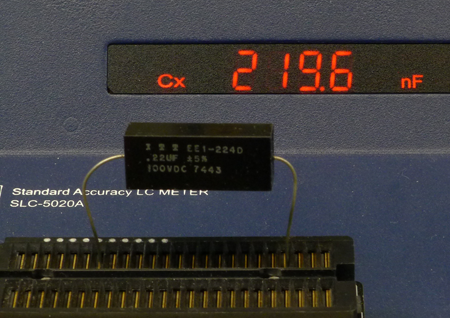 Cx 219.6 nF
EE1-224D
.22UF ±5%
100VDC 7443
Standard Accuracy LC METER
SLC-5020A